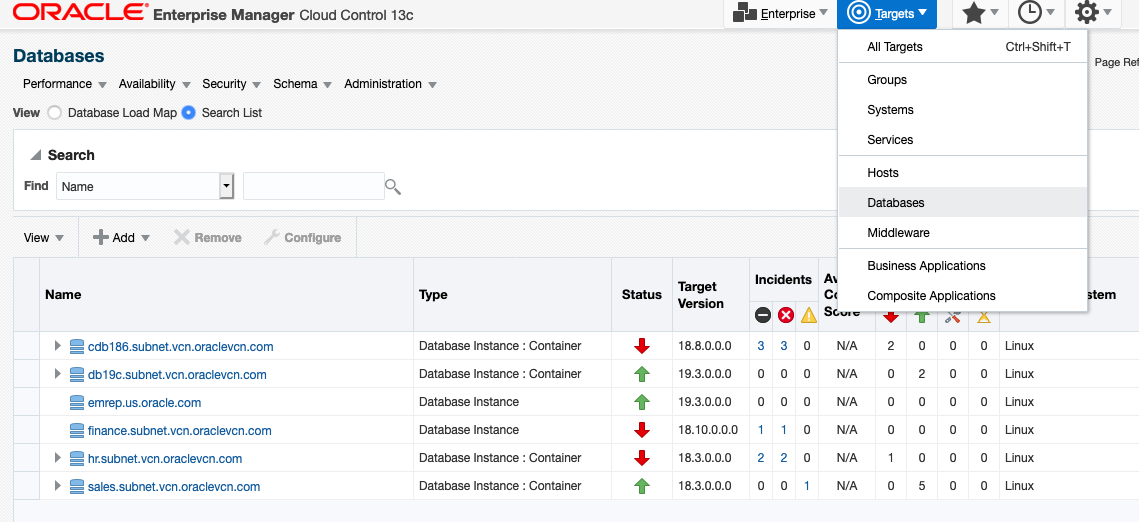 ORACLE® Enterprise Manager Cloud Control 13c
Enterprise
Targets
All Targets Ctrl+Shift+T
Groups
Systems
Services
Hosts
Databases
Middleware
Business Applications
Composite Applications
Page Ref
Databases
Performance Availability Security Schema Administration
View Database Load Map Search List
Search
Find Name
View Add Remove Configure
Name Type Status Target Version Incidents Av Co Score stem
cdb186.subnet.vcn.oraclevcn.com Database Instance : Container 18.8.0.0.0 3 3 0 N/A 2 0 0 0 Linux
db19c.subnet.vcn.oraclevcn.com Database Instance : Container 19.3.0.0.0 0 0 0 N/A 0 2 0 0 Linux
emrep.us.oracle.com Database Instance 19.3.0.0.0 0 0 0 N/A 0 0 0 0 Linux
finance.subnet.vcn.oraclevcn.com Database Instance 18.10.0.0.0 1 1 0 N/A 0 0 0 0 Linux
hr.subnet.vcn.oraclevcn.com Database Instance : Container 18.3.0.0.0 2 2 0 N/A 1 0 0 0 Linux
sales.subnet.vcn.oraclevcn.com Database Instance : Container 18.3.0.0.0 0 0 1 N/A 0 5 0 0 Linux